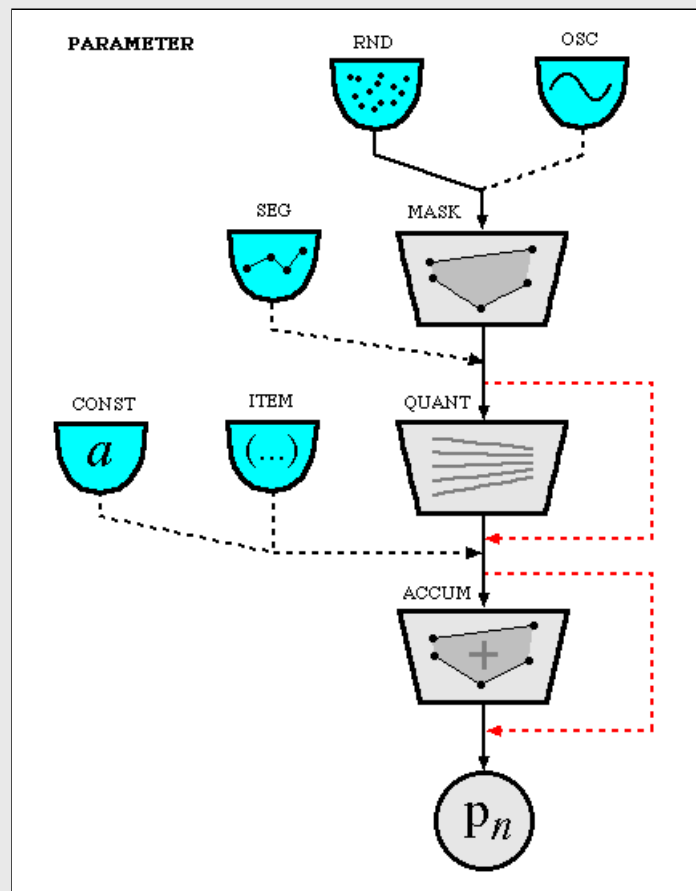 PARAMETER
RND
OSC
SEG
MASK
CONST
ITEM
QUANT
a
(...)
ACCUM
+
pn